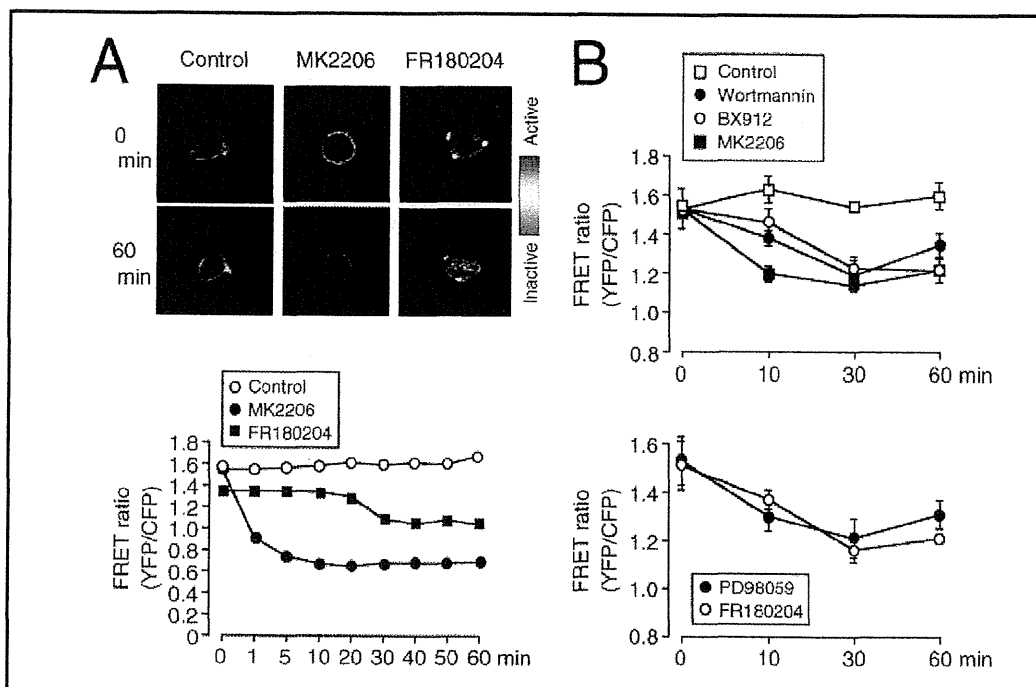 A
Control MK2206 FR180204
0 min
60 min
Active
Inactive
Control
MK2206
FR180204
FRET ratio (YFP/CFP)
1.8
1.6
1.4
1.2
1.0
0.8
0.6
0.4
0.2
0
0 1 5 10 20 30 40 50 60 min
B
Control
Wortmannin
BX912
MK2206
FRET ratio (YFP/CFP)
1.8
1.6
1.4
1.2
1.0
0.8
0 10 30 60 min
FRET ratio (YFP/CFP)
1.6
1.4
1.2
1.0
0.8
PD98059
FR180204
0 10 30 60 min